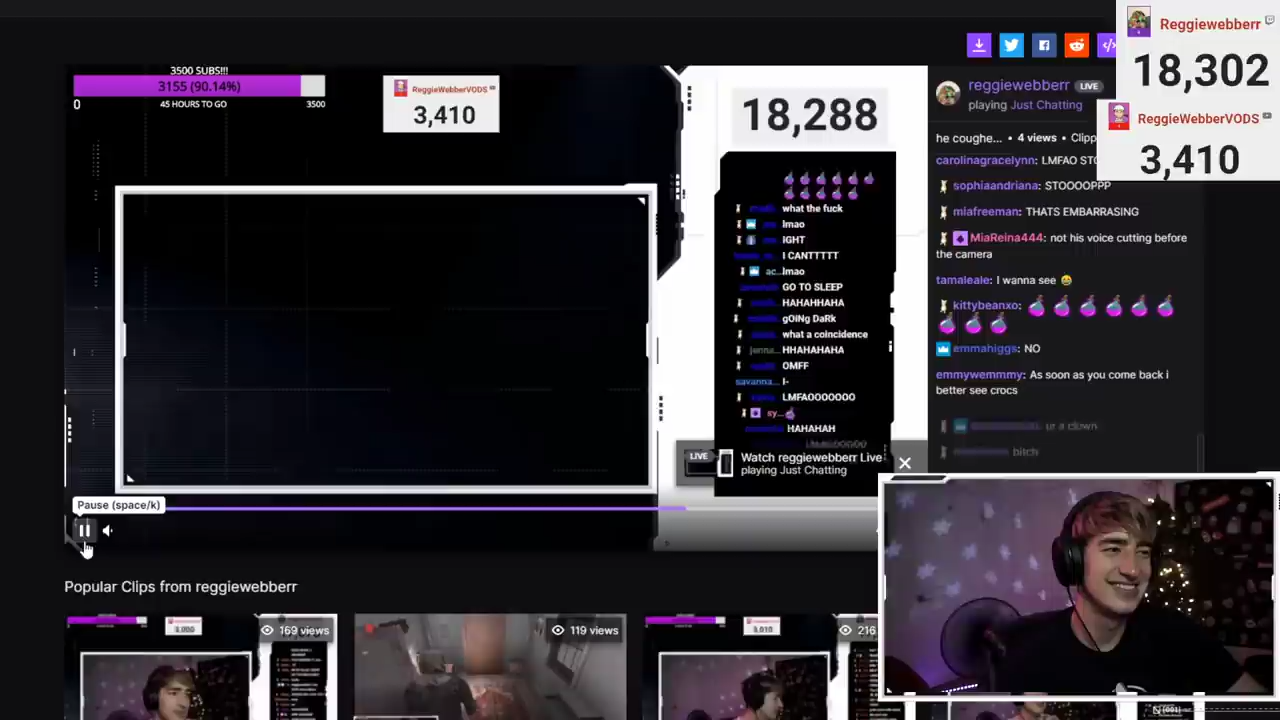 Reggiewebberr
18,302
ReggieWebberVODS
3,410
3500 SUBS!!!
3155 (90.14%)
0
45 HOURS TO GO
3500
ReggieWebberVODS
3,410
18,288
reggiewebberr LIVE
playing Just Chatting
he coughe... • 4 views • Clipp
carolinagracelynn: LMFAO STO
sophiaandriana: STOOOOPPP
miafreeman: THATS EMBARRASING
MiaReina444: not his voice cutting before
the camera
tamaleale: I wanna see
kittybeanxo:
emmahiggs: NO
emmywemmmy: As soon as you come back i
better see crocs
ur a clown
bitch
what the fuck
lmao
IGHT
I CANTTTTT
ac... lmao
GO TO SLEEP
HAHAHHAHA
gOiNg DaRk
what a coincidence
jenna... HHAHAHAHA
OMFF
savanna... I-
LMFAOOOOOOO
sy...
HAHAHAH
LIVE
Watch reggiewebberr Live
playing Just Chatting
Pause (space/k)
Popular Clips from reggiewebberr
169 views
119 views
216